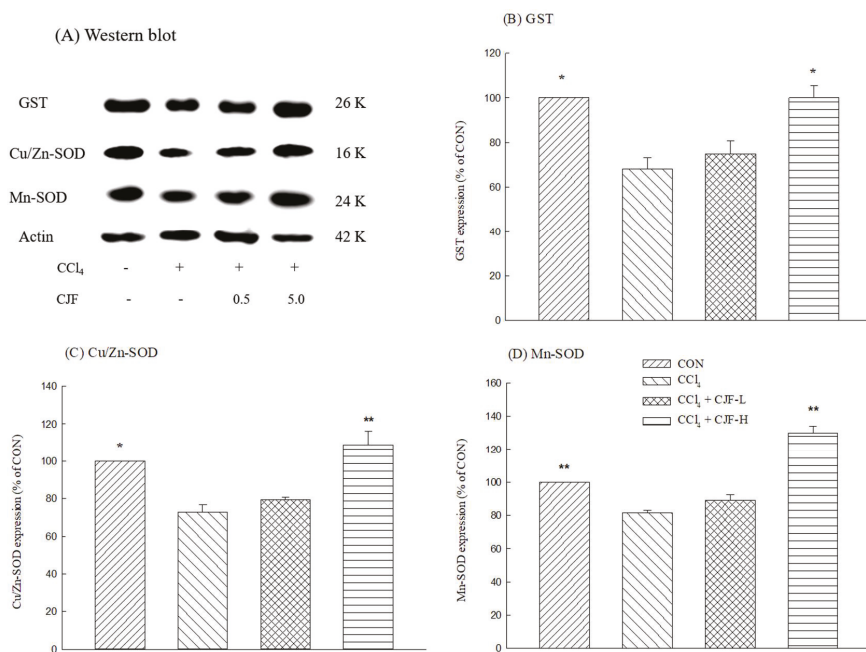 (A) Western blot
GST 26 K
Cu/Zn-SOD 16 K
Mn-SOD 24 K
Actin 42 K
CCl₄ - + + +
CJF - - 0.5 5.0
(B) GST
GST expression (% of CON)
120
100
80
60
40
20
0
* *
(C) Cu/Zn-SOD
Cu/Zn-SOD expression (% of CON)
140
120
100
80
60
40
20
0
* **
(D) Mn-SOD
CON
CCl₄
CCl₄ + CJF-L
CCl₄ + CJF-H
Mn-SOD expression (% of CON)
160
140
120
100
80
60
40
20
0
** **